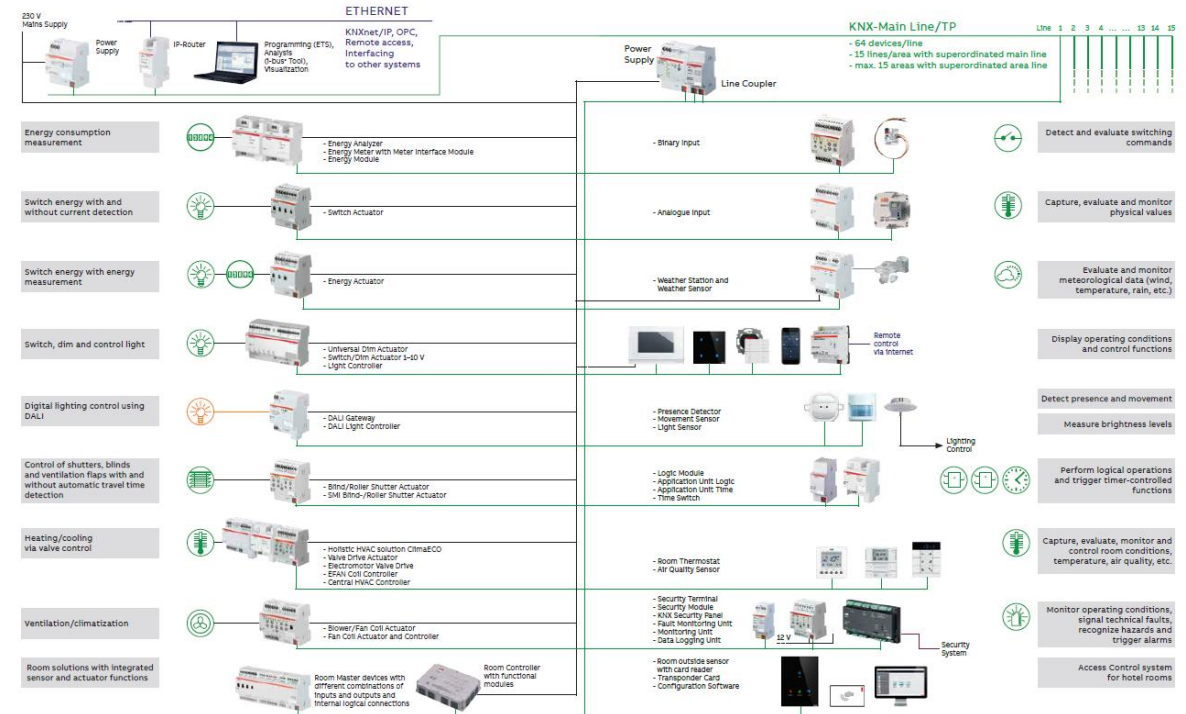 230 V
Mains Supply
Power
Supply
IP-Router
Programming (ETS),
Analysis
(i-bus® Tool),
Visualization
ETHERNET
KNXnet/IP, OPC,
Remote access,
Interfacing
to other systems
Power
Supply
Line Coupler
KNX-Main Line/TP
- 64 devices/line
- 15 lines/area with superordinated main line
- max. 15 areas with superordinated area line
Line 1 2 3 4 ... ... 13 14 15
Energy consumption
measurement
- Energy Analyzer
- Energy Meter with Meter Interface Module
- Energy Module
- Binary Input
Detect and evaluate switching
commands
Switch energy with and
without current detection
- Switch Actuator
- Analogue Input
Capture, evaluate and monitor
physical values
Switch energy with energy
measurement
- Energy Actuator
- Weather Station and
Weather Sensor
Evaluate and monitor
meteorological data (wind,
temperature, rain, etc.)
Switch, dim and control light
- Universal Dim Actuator
- Switch/Dim Actuator 1-10 V
- Light Controller
Remote
control
via Internet
Display operating conditions
and control functions
Digital lighting control using
DALI
- DALI Gateway
- DALI Light Controller
- Presence Detector
- Movement Sensor
- Light Sensor
Lighting
Control
Detect presence and movement
Measure brightness levels
Control of shutters, blinds
and ventilation flaps with and
without automatic travel time
detection
- Blind/Roller Shutter Actuator
- SMI Blind-/Roller Shutter Actuator
- Logic Module
- Application Unit Logic
- Application Unit Time
- Time Switch
Perform logical operations
and trigger timer-controlled
functions
Heating/cooling
via valve control
- Holistic HVAC solution ClimaECO
- Valve Drive Actuator
- Electromotor Valve Drive
- EFAN Coil Controller
- Central HVAC Controller
- Room Thermostat
- Air Quality Sensor
Capture, evaluate, monitor and
control room conditions,
temperature, air quality, etc.
Ventilation/climatization
- Blower/Fan Coil Actuator
- Fan Coil Actuator and Controller
- Security Terminal
- Security Module
- KNX Security Panel
- Fault Monitoring Unit
- Monitoring Unit
- Data Logging Unit
12 V
Security
System
Monitor operating conditions,
signal technical faults,
recognize hazards and
trigger alarms
Room solutions with integrated
sensor and actuator functions
Room Master devices with
different combinations of
inputs and outputs and
internal logical connections
Room Controller
with functional
modules
- Room outside sensor
with card reader
- Transponder Card
- Configuration Software
Access Control system
for hotel rooms